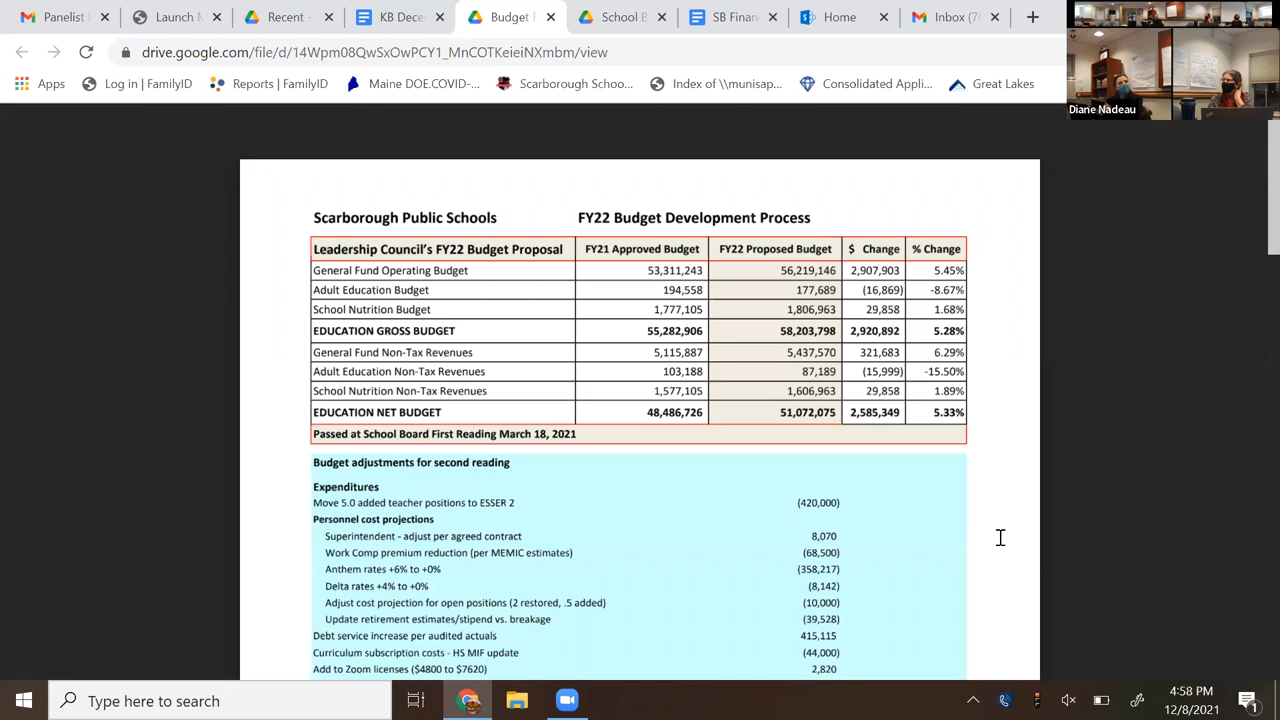 Panelist
Launch M
Recent -
KB Dece
Budget F
School B
SB Finan
Home
Inbox (7
drive.google.com/file/d/14Wpm08QwSxOwPCY1_MnCOTKeieiNXmbm/view
Apps Log in | FamilyID Reports | FamilyID Maine DOE.COVID-... Scarborough Schoo... Index of \\munisap... Consolidated Appli... Great Lakes
Diane Nadeau
Scarborough Public Schools FY22 Budget Development Process
Leadership Council's FY22 Budget Proposal FY21 Approved Budget FY22 Proposed Budget $ Change % Change
General Fund Operating Budget 53,311,243 56,219,146 2,907,903 5.45%
Adult Education Budget 194,558 177,689 (16,869) -8.67%
School Nutrition Budget 1,777,105 1,806,963 29,858 1.68%
EDUCATION GROSS BUDGET 55,282,906 58,203,798 2,920,892 5.28%
General Fund Non-Tax Revenues 5,115,887 5,437,570 321,683 6.29%
Adult Education Non-Tax Revenues 103,188 87,189 (15,999) -15.50%
School Nutrition Non-Tax Revenues 1,577,105 1,606,963 29,858 1.89%
EDUCATION NET BUDGET 48,486,726 51,072,075 2,585,349 5.33%
Passed at School Board First Reading March 18, 2021
Budget adjustments for second reading
Expenditures
Move 5.0 added teacher positions to ESSER 2 (420,000)
Personnel cost projections
Superintendent - adjust per agreed contract 8,070
Work Comp premium reduction (per MEMIC estimates) (68,500)
Anthem rates +6% to +0% (358,217)
Delta rates +4% to +0% (8,142)
Adjust cost projection for open positions (2 restored, .5 added) (10,000)
Update retirement estimates/stipend vs. breakage (39,528)
Debt service increase per audited actuals 415,115
Curriculum subscription costs - HS MIF update (44,000)
Add to Zoom licenses ($4800 to $7620) 2,820
Type here to search
4:58 PM
12/8/2021
1